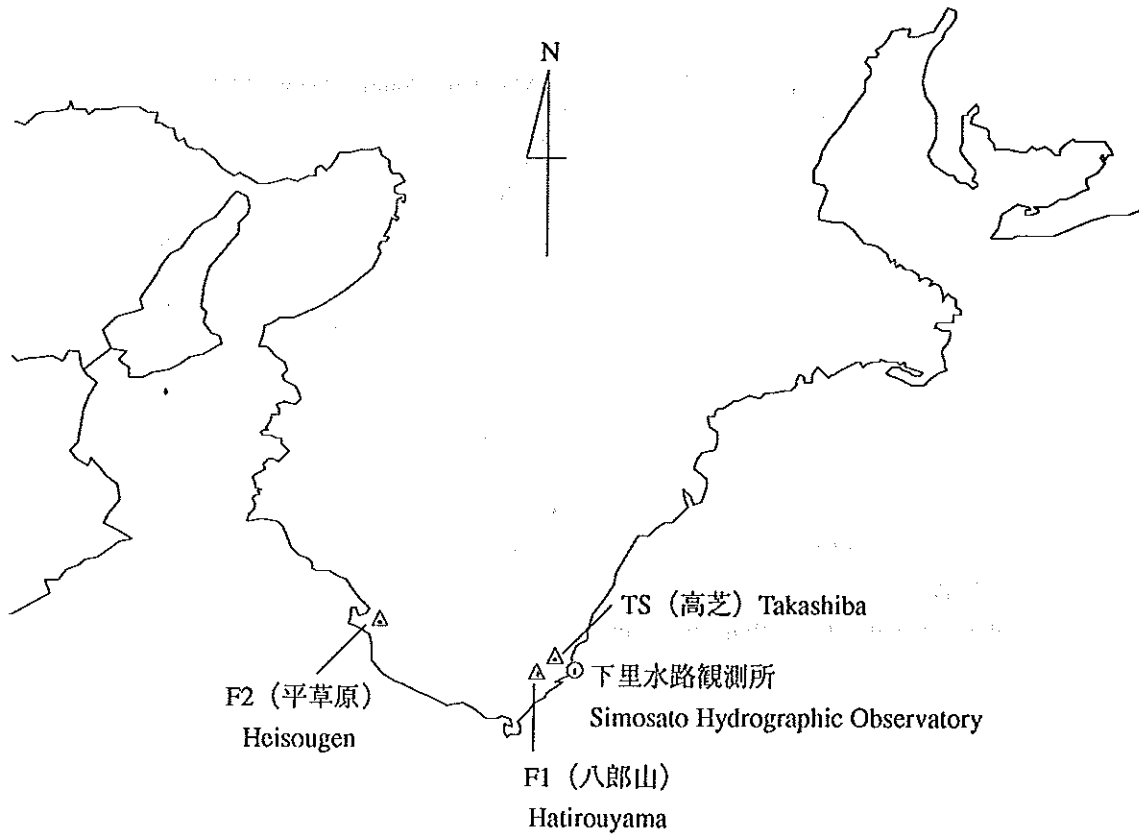 N
TS（高芝）Takashiba
下里水路観測所
Simosato Hydrographic Observatory
F2（平草原）
Heisougen
F1（八郎山）
Hatirouyama